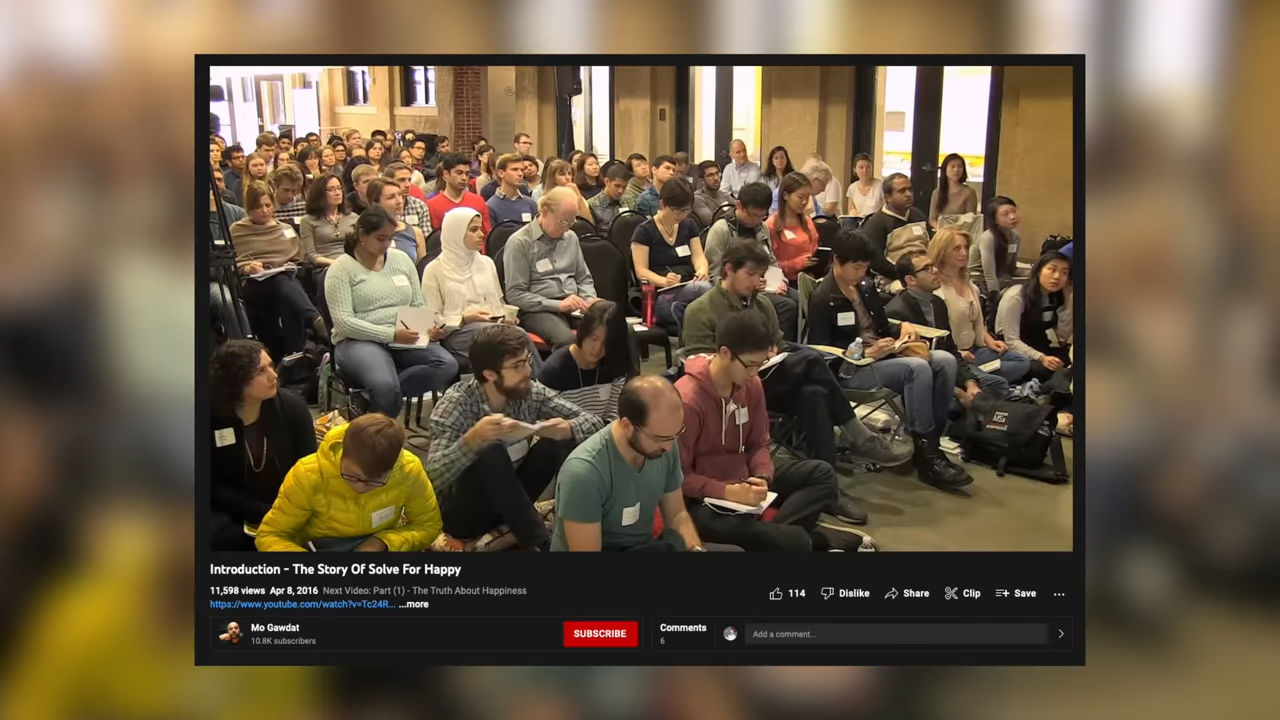 Introduction - The Story Of Solve For Happy
11,598 views Apr 8, 2016 Next Video: Part (1) - The Truth About Happiness
https://www.youtube.com/watch?v=Tc24R... ...more
114 Dislike Share Clip Save ...
Mo Gawdat
10.8K subscribers
SUBSCRIBE
Comments
6
Add a comment...